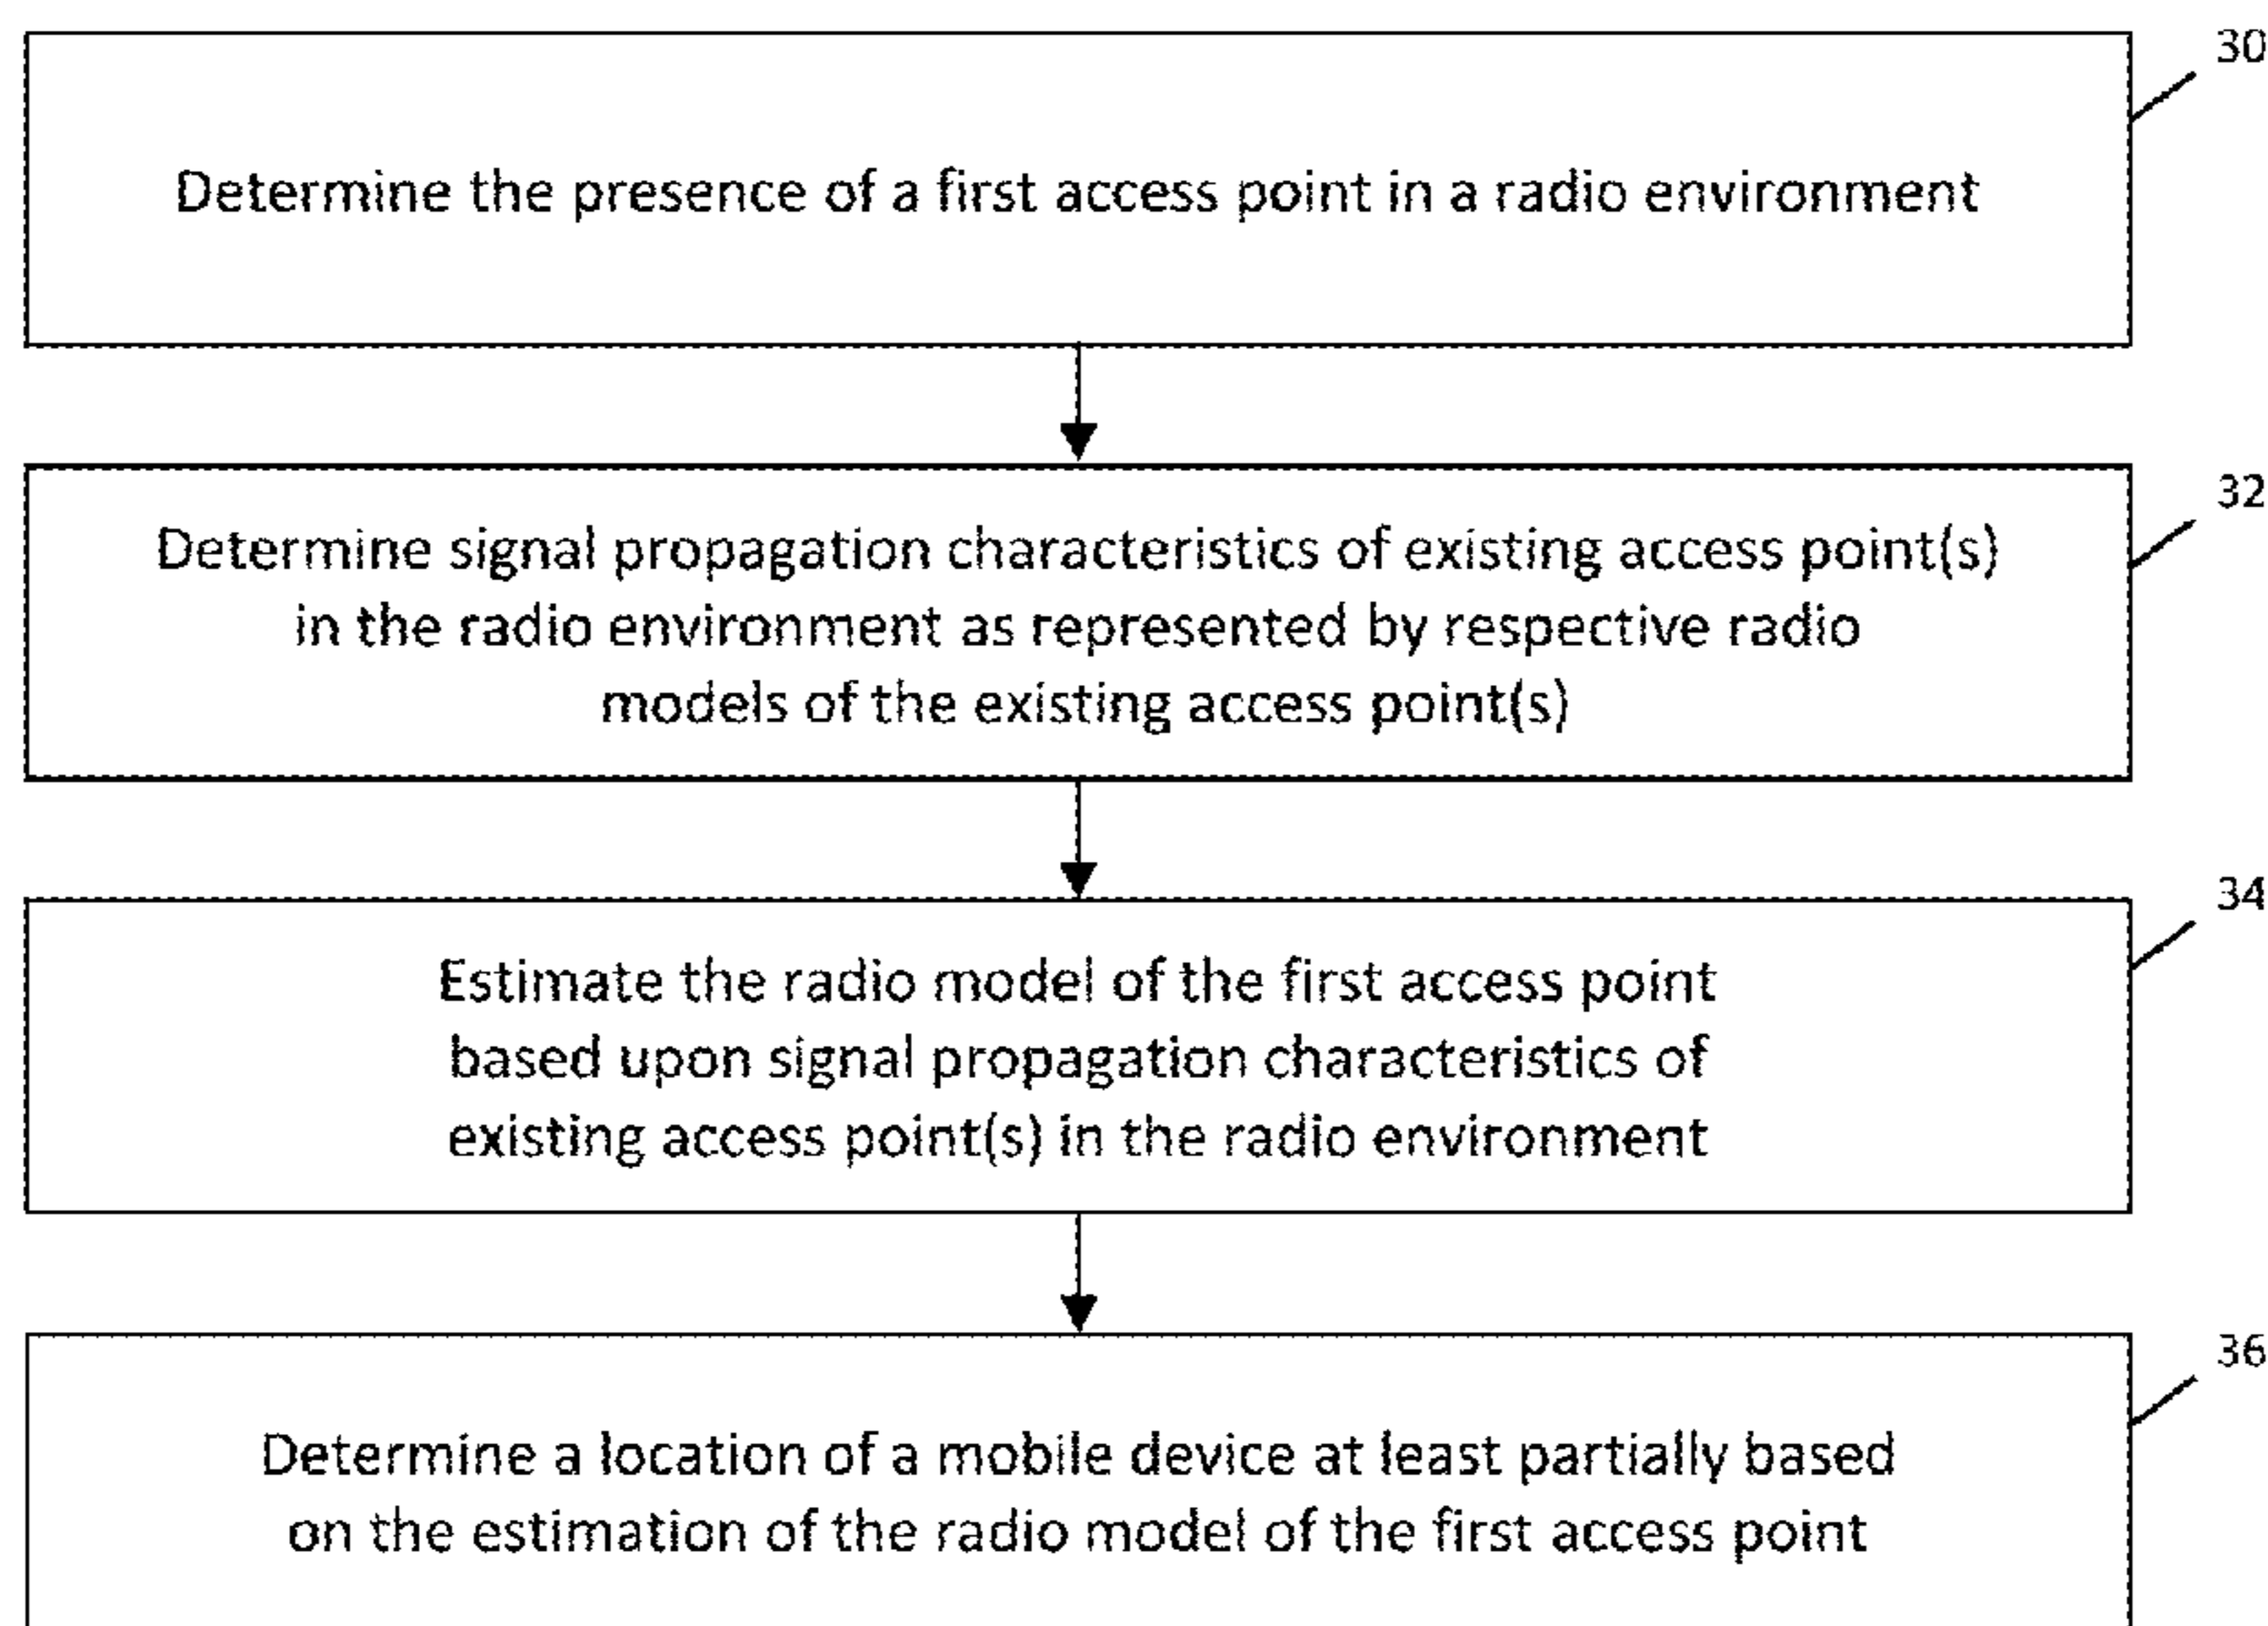 30
Determine the presence of a first access point in a radio environment
32
Determine signal propagation characteristics of existing access point(s)
in the radio environment as represented by respective radio
models of the existing access point(s)
34
Estimate the radio model of the first access point
based upon signal propagation characteristics of
existing access point(s) in the radio environment
36
Determine a location of a mobile device at least partially based
on the estimation of the radio model of the first access point